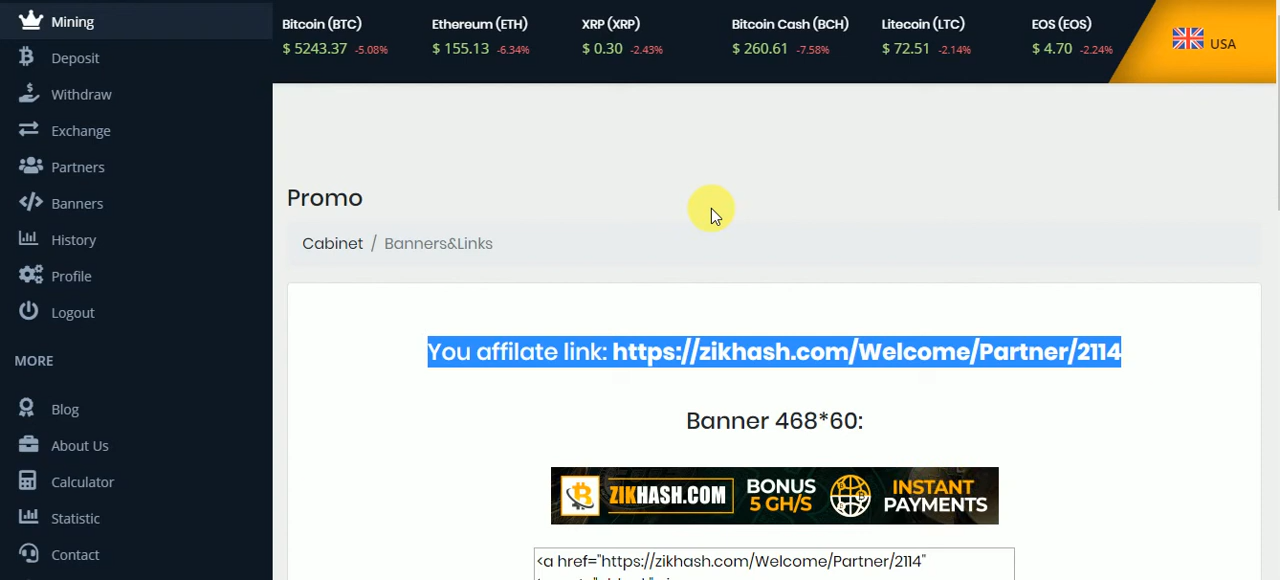 Mining
Deposit
Withdraw
Exchange
Partners
Banners
History
Profile
Logout
MORE
Blog
About Us
Calculator
Statistic
Contact
Bitcoin (BTC)
$ 5243.37 -5.08%
Ethereum (ETH)
$ 155.13 -6.34%
XRP (XRP)
$ 0.30 -2.43%
Bitcoin Cash (BCH)
$ 260.61 -7.58%
Litecoin (LTC)
$ 72.51 -2.14%
EOS (EOS)
$ 4.70 -2.24%
USA
Promo
Cabinet / Banners&Links
You affilate link: https://zikhash.com/Welcome/Partner/2114
Banner 468*60:
ZIKHASH.COM
BONUS
5 GH/S
INSTANT
PAYMENTS
<a href="https://zikhash.com/Welcome/Partner/2114"